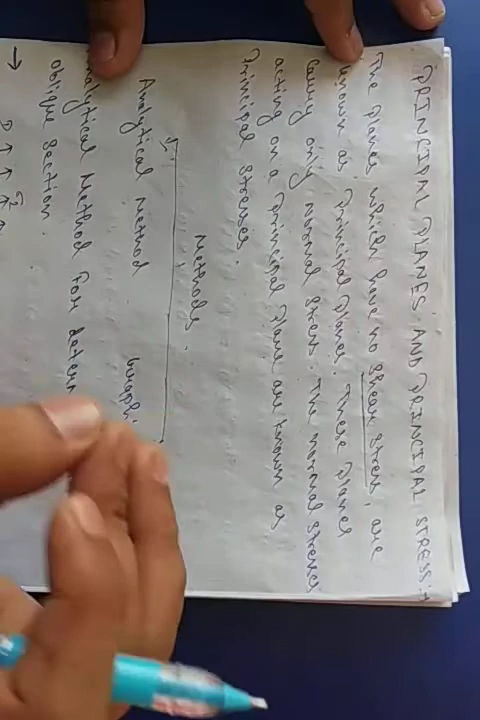 PRINCIPAL PLANES AND PRINCIPAL STRESS:-
The Planes which have no Shear Stress, are
known as Principal Planes. These Planes
carry only normal Stress. The normal Stresses
acting on a Principal Plane are known as
Principal Stresses.
Methods.
Analytical method
Analytical Method For
oblique Section.